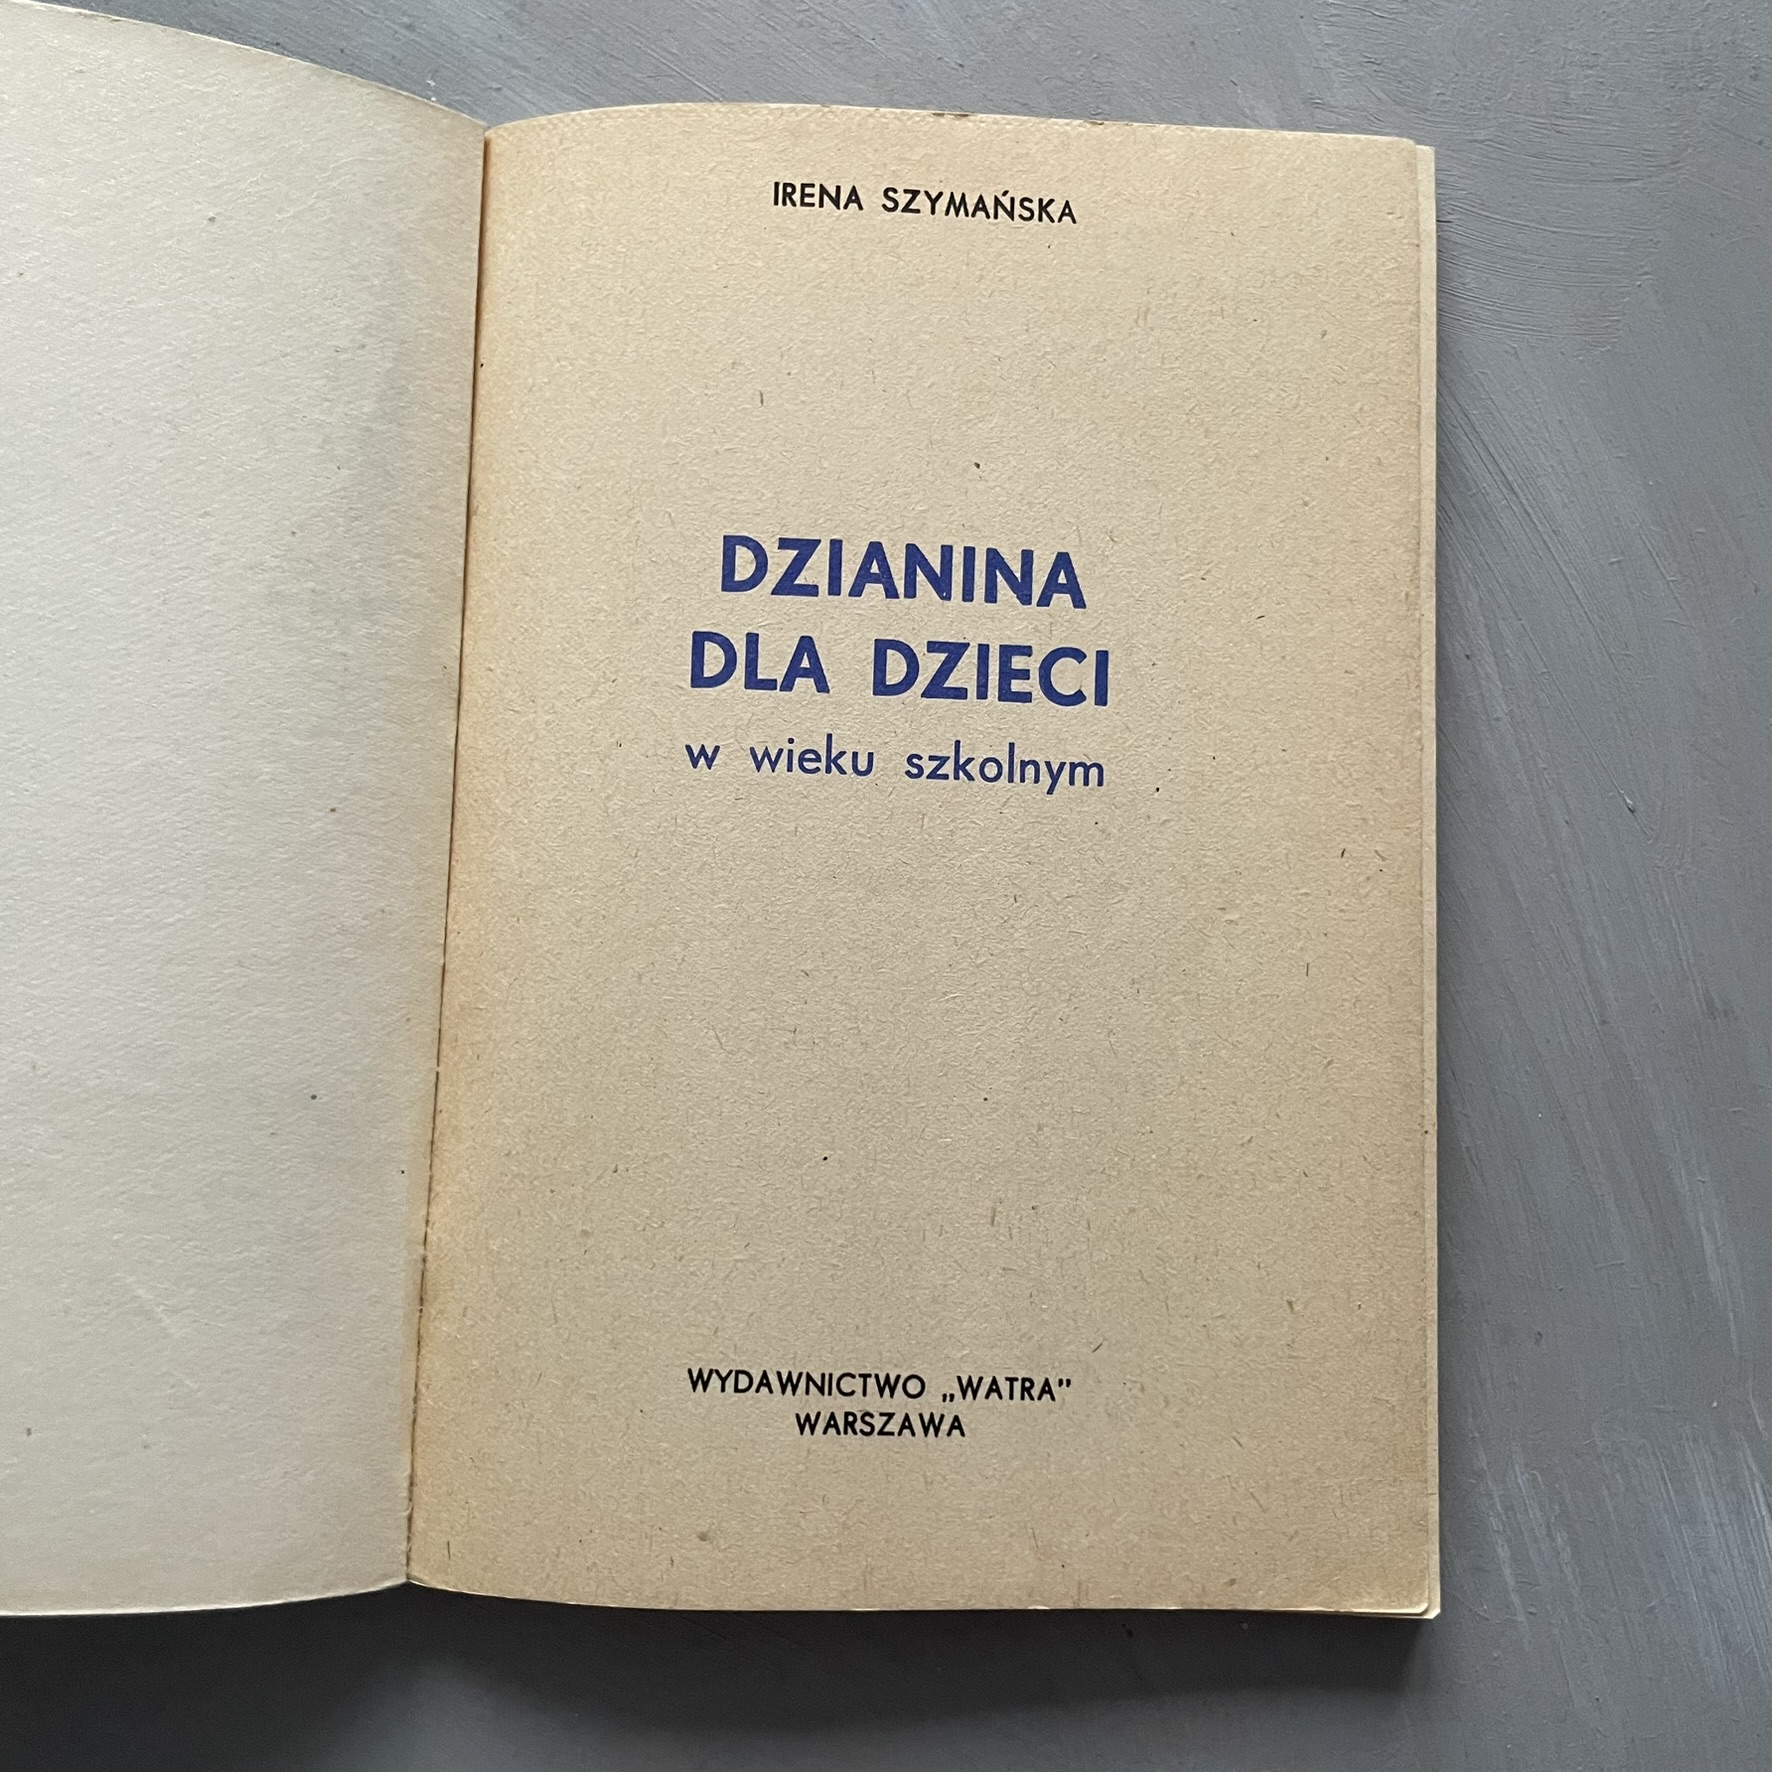 IRENA SZYMAŃSKA
DZIANINA
DLA DZIECI
w wieku szkolnym
WYDAWNICTWO „WATRA”
WARSZAWA